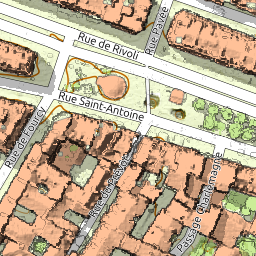 Rue de Rivoli
Rue Pavée
Rue Saint-Antoine
Rue de Fourcy
Rue du Prévôt
Passage Charlemagne